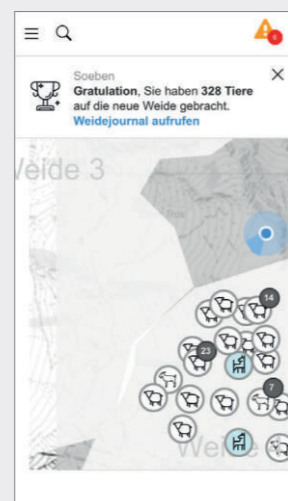 6
Soeben
Gratulation, Sie haben 328 Tiere
auf die neue Weide gebracht.
Weidejournal aufrufen
Weide 3
14
23
7
Weide